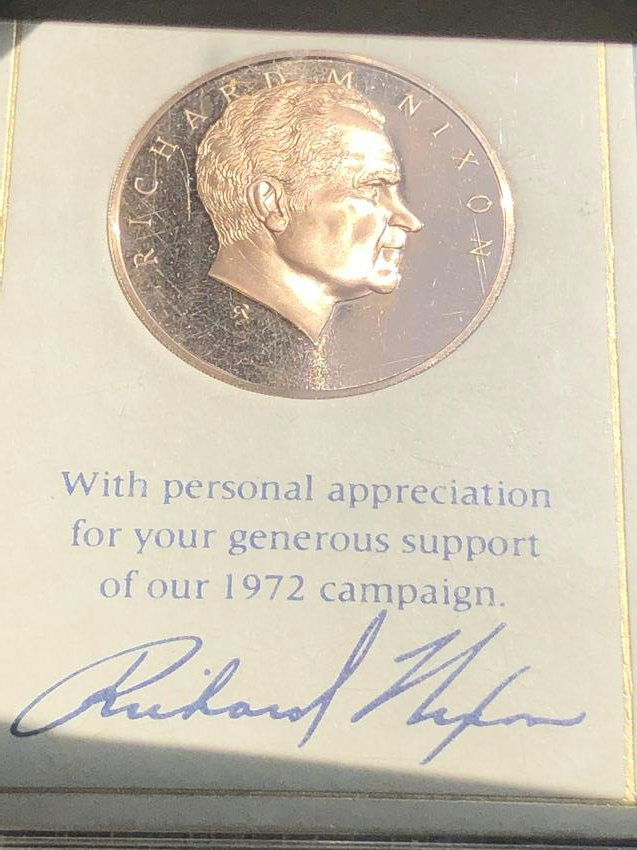 RICHARD M. NIXON
With personal appreciation
for your generous support
of our 1972 campaign.
Richard Nixon